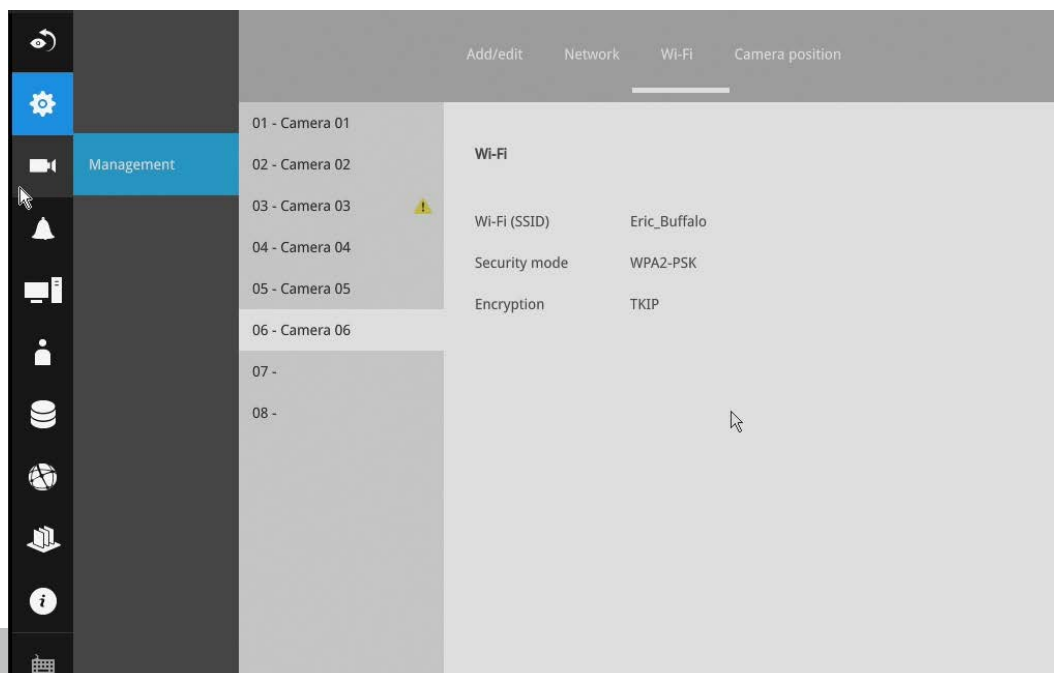 Add/edit Network Wi-Fi Camera position
Management
01 - Camera 01
02 - Camera 02
03 - Camera 03
04 - Camera 04
05 - Camera 05
06 - Camera 06
07 -
08 -
Wi-Fi
Wi-Fi (SSID) Eric_Buffalo
Security mode WPA2-PSK
Encryption TKIP